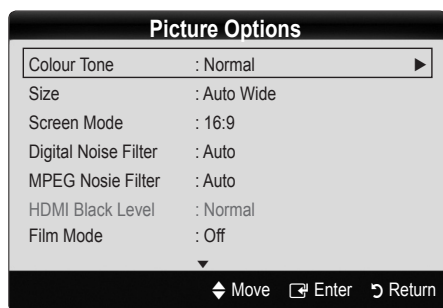 Picture Options
Colour Tone : Normal
Size : Auto Wide
Screen Mode : 16:9
Digital Noise Filter : Auto
MPEG Nosie Filter : Auto
HDMI Black Level : Normal
Film Mode : Off
Move Enter Return